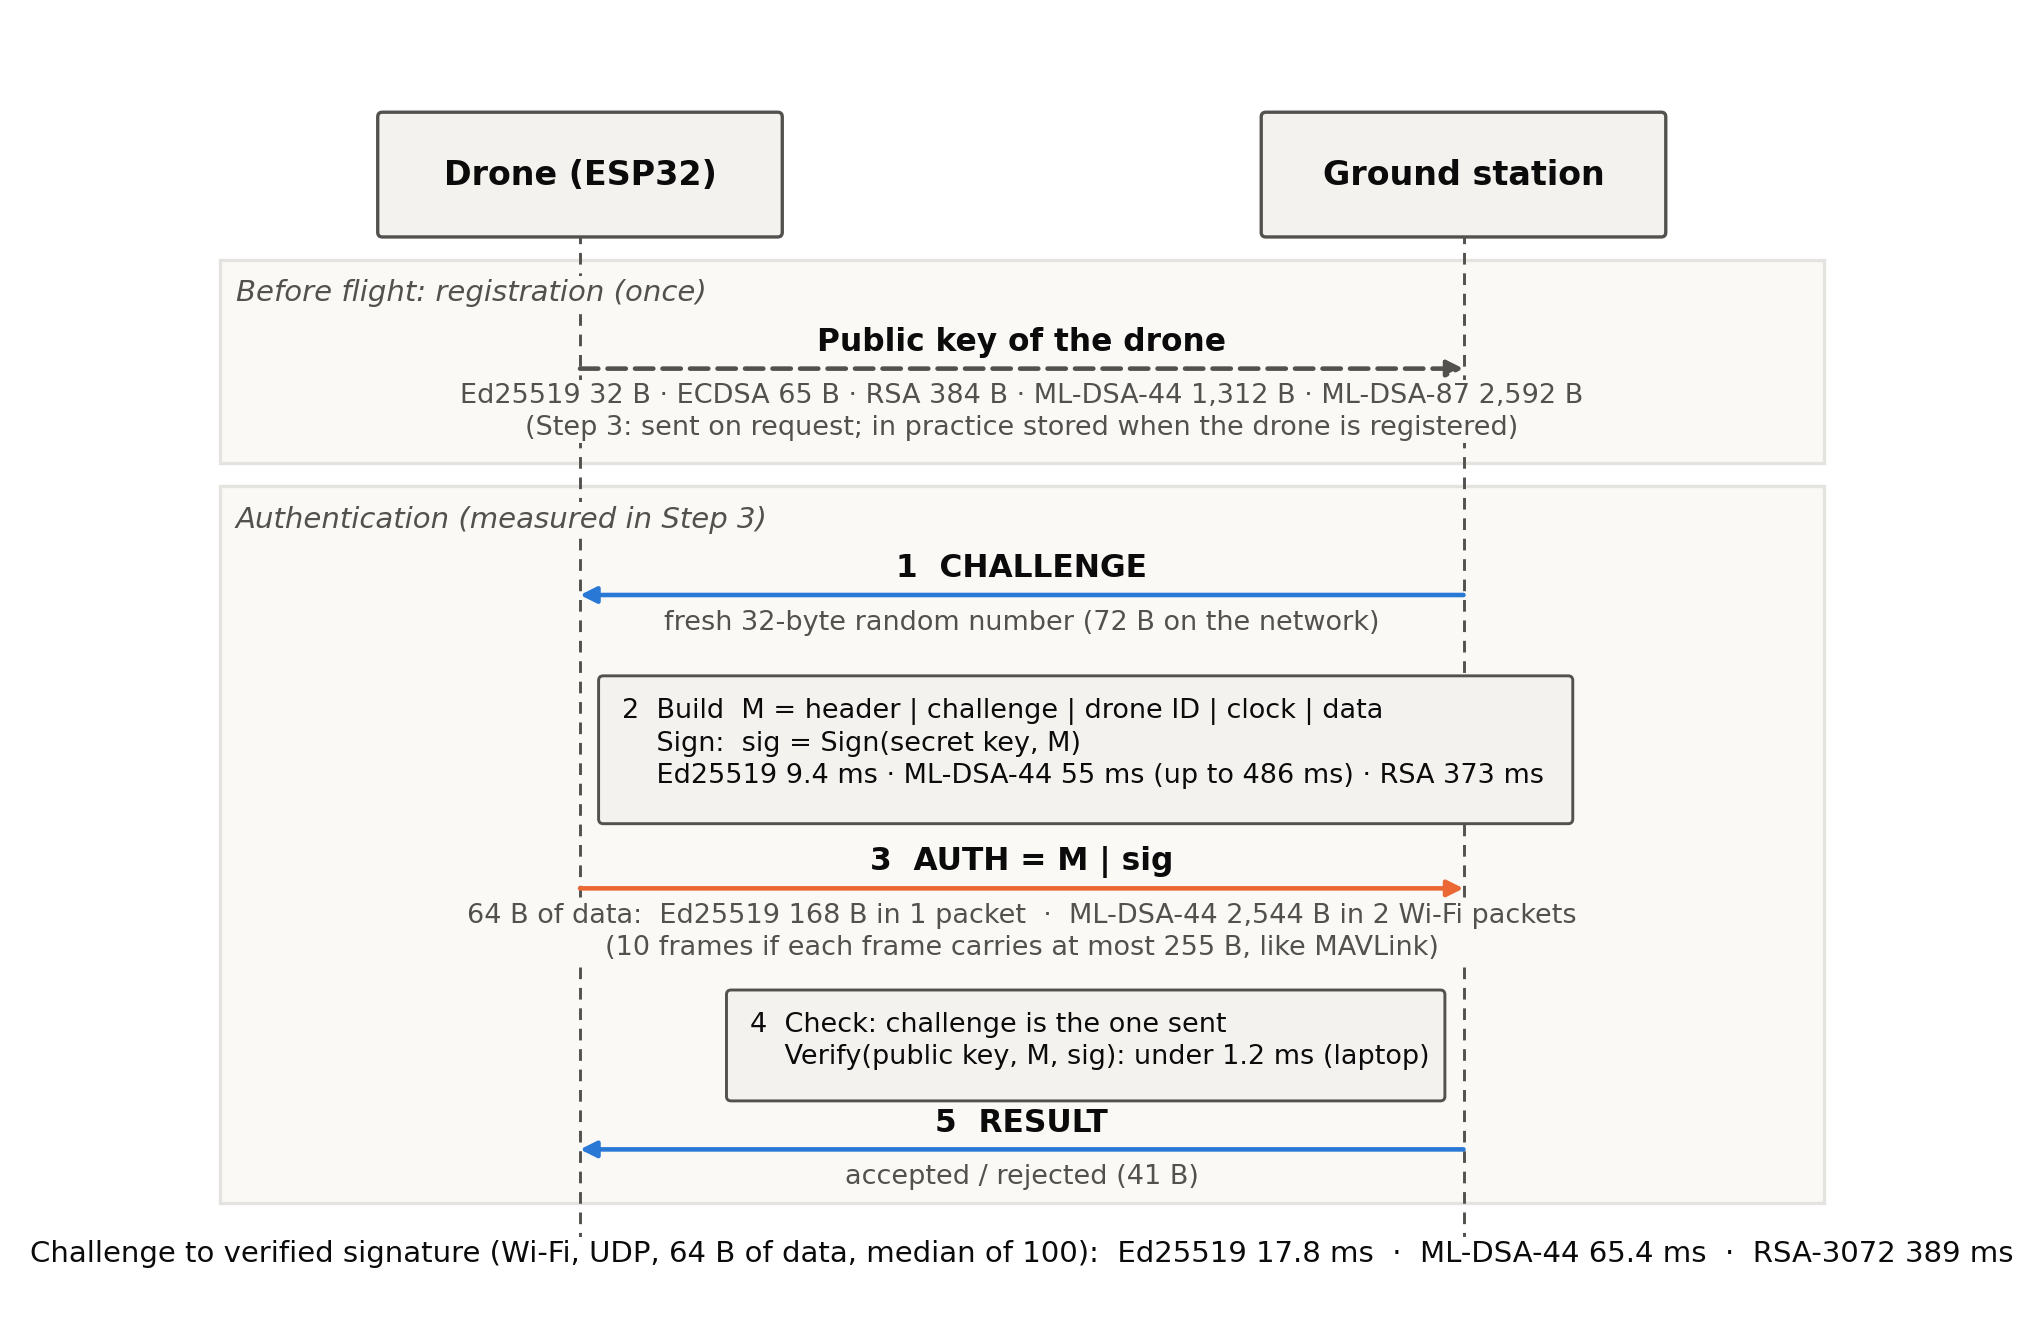 Drone (ESP32)
Ground station
Before flight: registration (once)
Public key of the drone
Ed25519 32 B · ECDSA 65 B · RSA 384 B · ML-DSA-44 1,312 B · ML-DSA-87 2,592 B
(Step 3: sent on request; in practice stored when the drone is registered)
Authentication (measured in Step 3)
1 CHALLENGE
fresh 32-byte random number (72 B on the network)
2 Build M = header | challenge | drone ID | clock | data
Sign: sig = Sign(secret key, M)
Ed25519 9.4 ms · ML-DSA-44 55 ms (up to 486 ms) · RSA 373 ms
3 AUTH = M | sig
64 B of data: Ed25519 168 B in 1 packet · ML-DSA-44 2,544 B in 2 Wi-Fi packets
(10 frames if each frame carries at most 255 B, like MAVLink)
4 Check: challenge is the one sent
Verify(public key, M, sig): under 1.2 ms (laptop)
5 RESULT
accepted / rejected (41 B)
Challenge to verified signature (Wi-Fi, UDP, 64 B of data, median of 100): Ed25519 17.8 ms · ML-DSA-44 65.4 ms · RSA-3072 389 ms